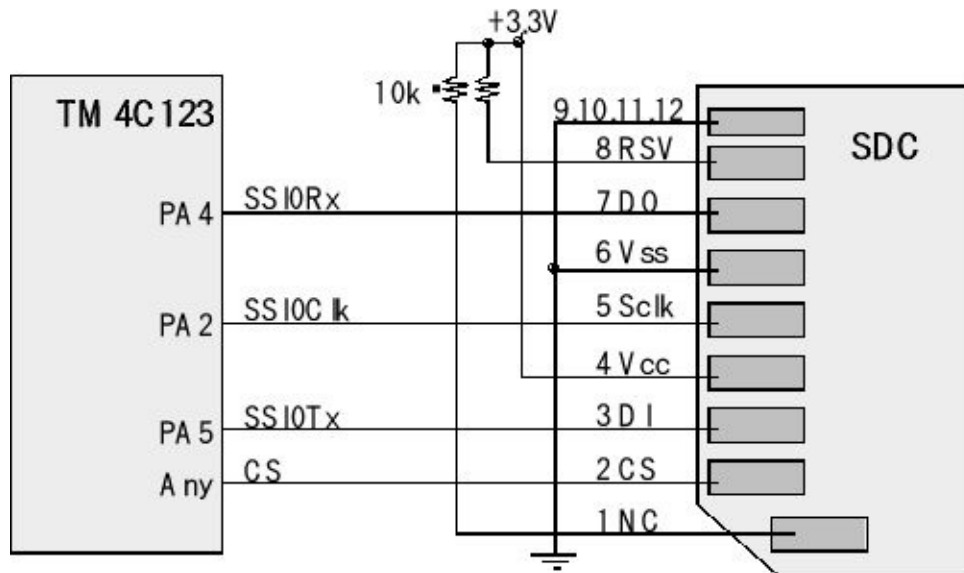 +3.3V
10k
TM 4C123
9,10,11,12
SDC
8 RSV
PA 4 SSI0Rx 7 DO
6 Vss
PA 2 SSI0Clk 5 Sclk
4 Vcc
PA 5 SSI0Tx 3 DI
Any CS 2 CS
1 NC